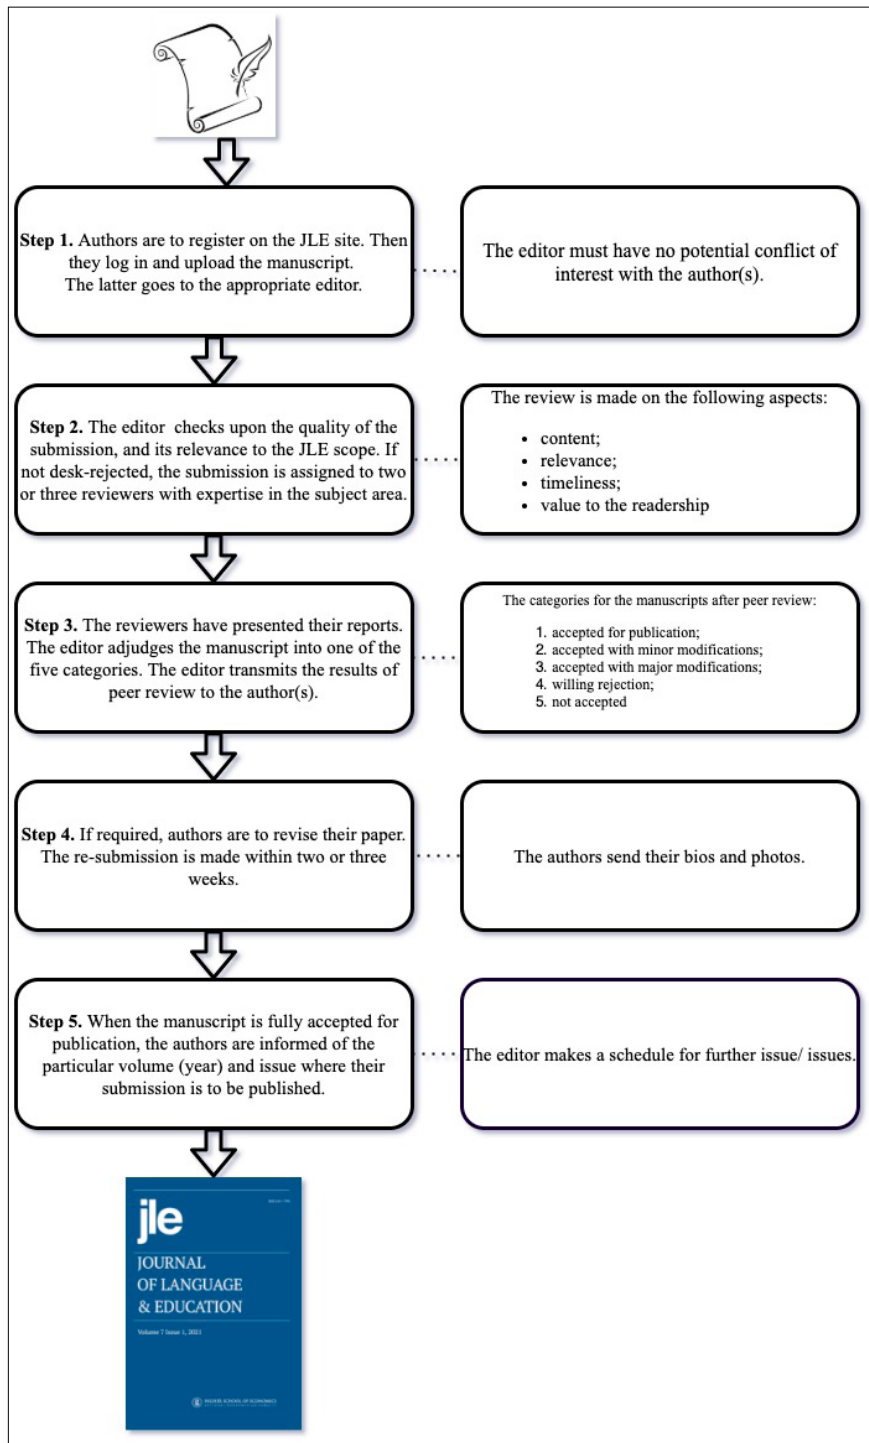 Step 1. Authors are to register on the JLE site. Then
they log in and upload the manuscript.
The latter goes to the appropriate editor.
The editor must have no potential conflict of
interest with the author(s).
Step 2. The editor checks upon the quality of the
submission, and its relevance to the JLE scope. If
not desk-rejected, the submission is assigned to two
or three reviewers with expertise in the subject area.
The review is made on the following aspects:
• content;
• relevance;
• timeliness;
• value to the readership
Step 3. The reviewers have presented their reports.
The editor adjudges the manuscript into one of the
five categories. The editor transmits the results of
peer review to the author(s).
The categories for the manuscripts after peer review:
1. accepted for publication;
2. accepted with minor modifications;
3. accepted with major modifications;
4. willing rejection;
5. not accepted
Step 4. If required, authors are to revise their paper.
The re-submission is made within two or three
weeks.
The authors send their bios and photos.
Step 5. When the manuscript is fully accepted for
publication, the authors are informed of the
particular volume (year) and issue where their
submission is to be published.
The editor makes a schedule for further issue/ issues.
jle
JOURNAL
OF LANGUAGE
& EDUCATION
Volume 7 Issue 1, 2021
HIGHER SCHOOL OF ECONOMICS